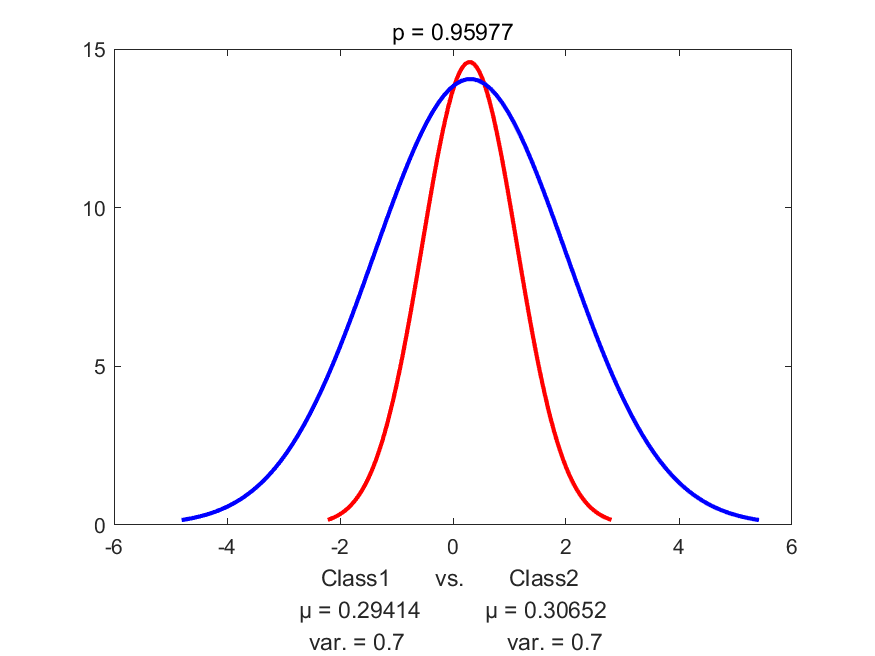 p = 0.95977
15
10
5
0
-6 -4 -2 0 2 4 6
Class1 vs. Class2
μ = 0.29414 μ = 0.30652
var. = 0.7 var. = 0.7